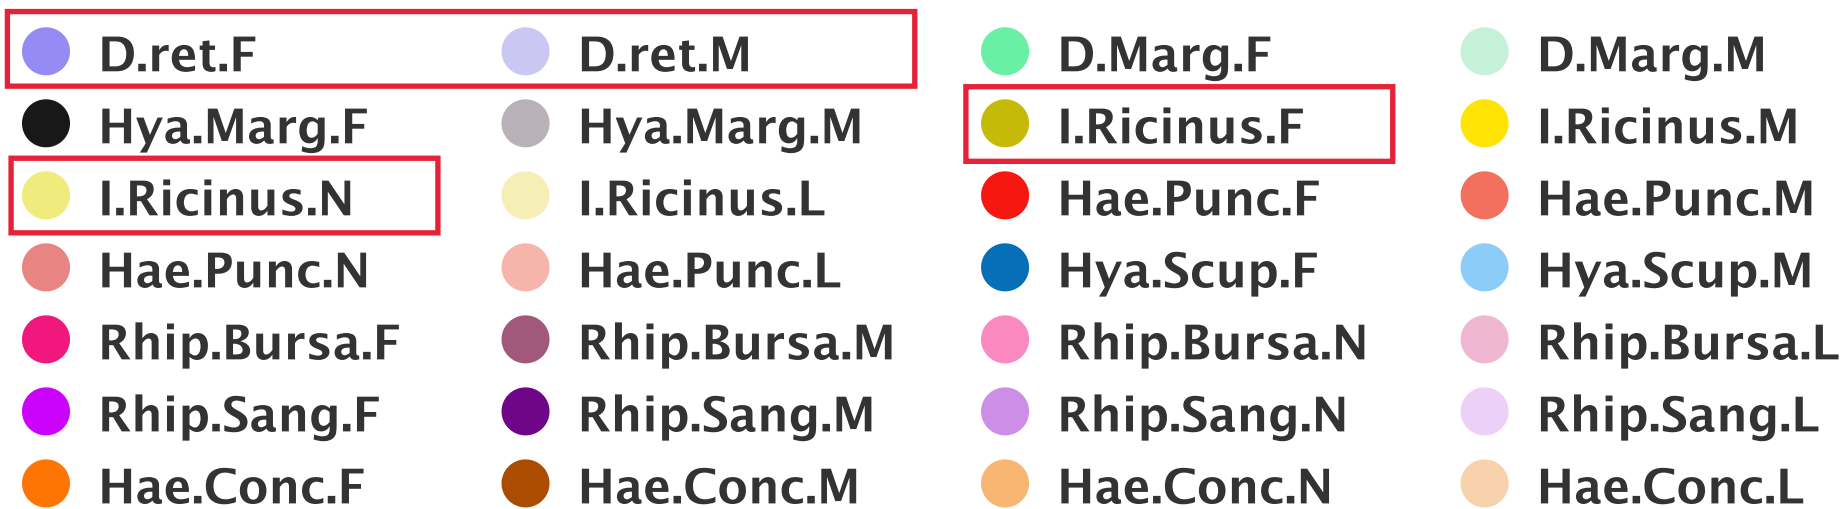 D.ret.F D.ret.M D.Marg.F D.Marg.M
Hya.Marg.F Hya.Marg.M I.Ricinus.F I.Ricinus.M
I.Ricinus.N I.Ricinus.L Hae.Punc.F Hae.Punc.M
Hae.Punc.N Hae.Punc.L Hya.Scup.F Hya.Scup.M
Rhip.Bursa.F Rhip.Bursa.M Rhip.Bursa.N Rhip.Bursa.L
Rhip.Sang.F Rhip.Sang.M Rhip.Sang.N Rhip.Sang.L
Hae.Conc.F Hae.Conc.M Hae.Conc.N Hae.Conc.L